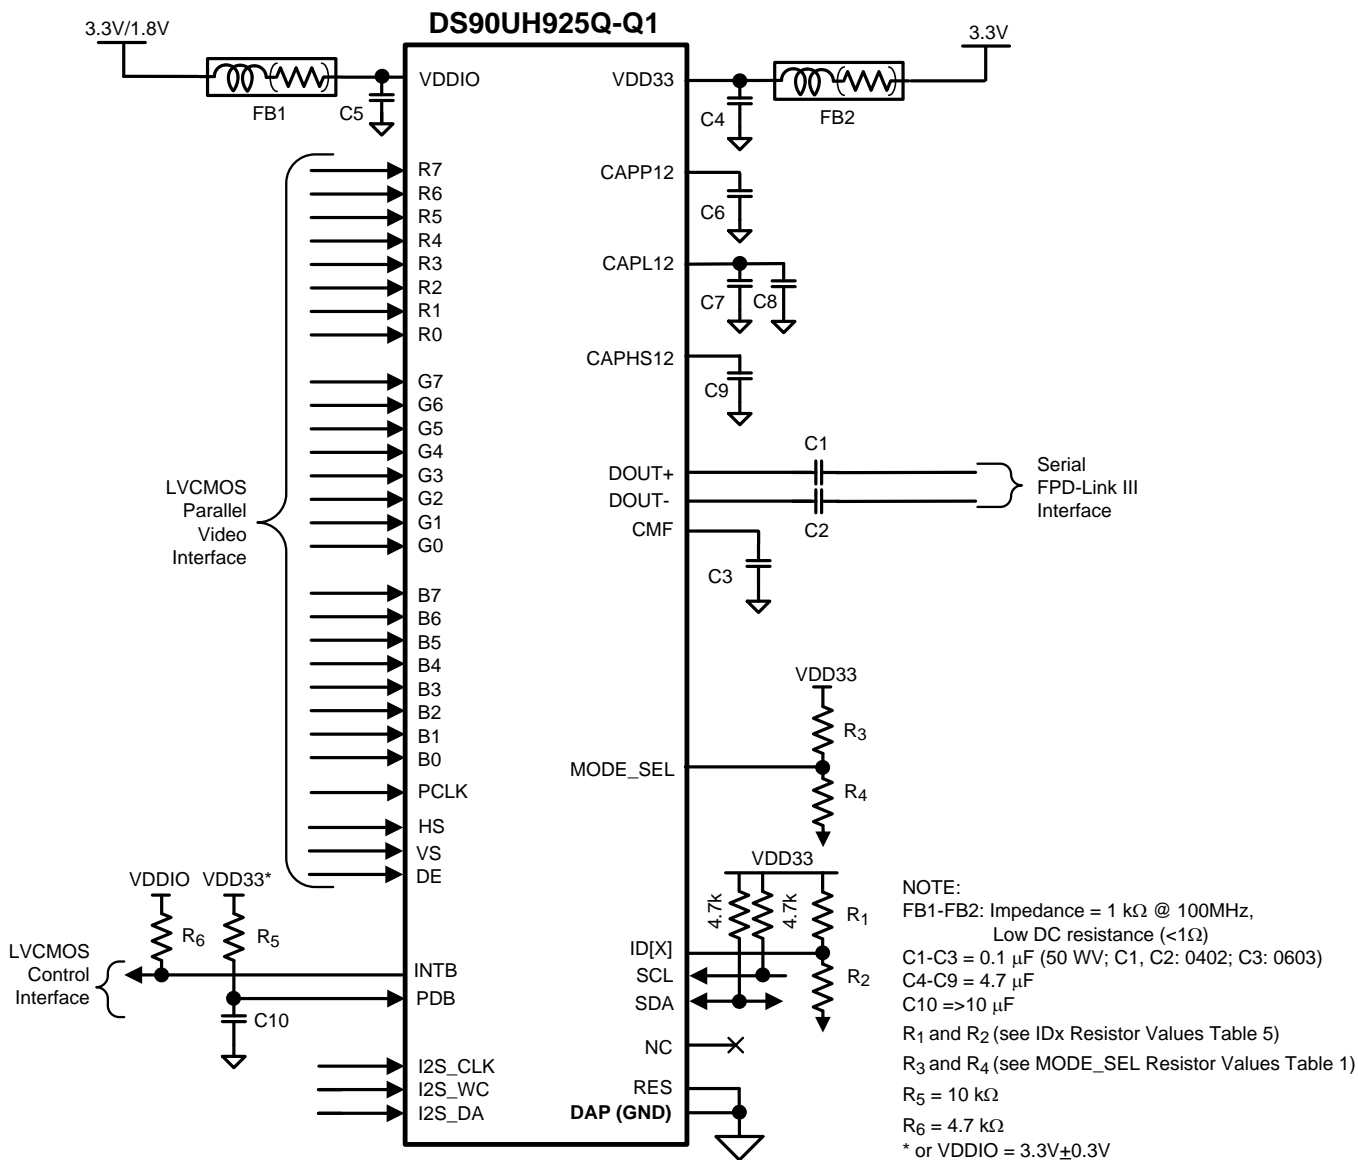 DS90UH925Q-Q1
3.3V/1.8V
3.3V
FB1
C5
VDDIO
VDD33
C4
FB2
R7
R6
R5
R4
R3
R2
R1
R0
CAPP12
C6
CAPL12
C7
C8
CAPHS12
C9
G7
G6
G5
G4
G3
G2
G1
G0
LVCMOS
Parallel
Video
Interface
DOUT+
DOUT-
CMF
C1
C2
C3
Serial
FPD-Link III
Interface
B7
B6
B5
B4
B3
B2
B1
B0
PCLK
HS
VS
DE
MODE_SEL
VDD33
R3
R4
VDDIO
VDD33*
R6
R5
LVCMOS
Control
Interface
INTB
PDB
C10
VDD33
4.7k
4.7k
R1
R2
ID[X]
SCL
SDA
NC
RES
DAP (GND)
I2S_CLK
I2S_WC
I2S_DA
NOTE:
FB1-FB2: Impedance = 1 kΩ @ 100MHz,
Low DC resistance (<1Ω)
C1-C3 = 0.1 μF (50 WV; C1, C2: 0402; C3: 0603)
C4-C9 = 4.7 μF
C10 =>10 μF
R1 and R2 (see IDx Resistor Values Table 5)
R3 and R4 (see MODE_SEL Resistor Values Table 1)
R5 = 10 kΩ
R6 = 4.7 kΩ
* or VDDIO = 3.3V±0.3V